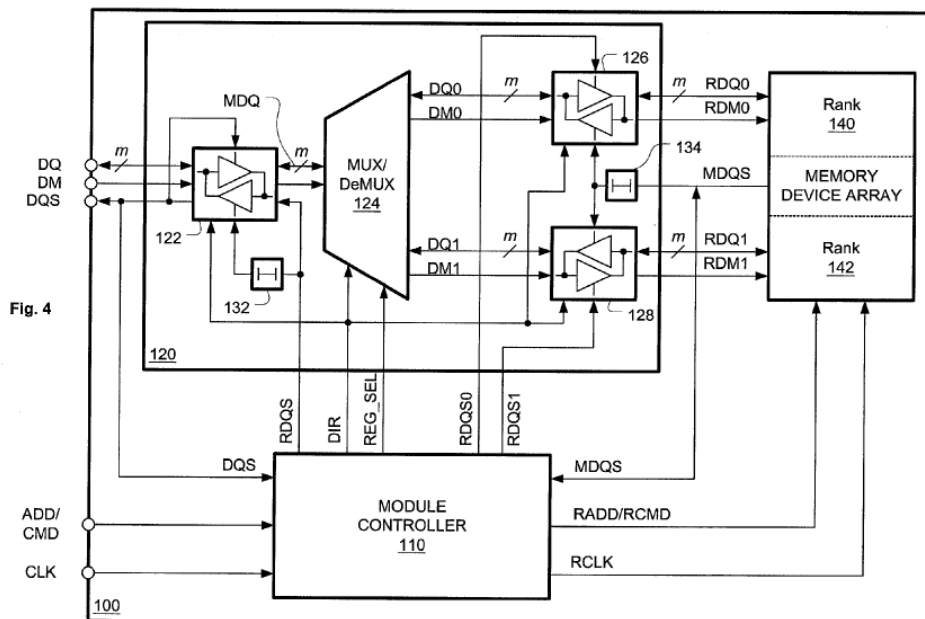 126
m
DQ0
DM0
m
RDQ0
RDM0
Rank
140
MDQ
m
MUX/
DeMUX
124
134
MDQS
MEMORY
DEVICE ARRAY
DQ
m
DM
DQS
122
DQ1
m
DM1
m
RDQ1
RDM1
Rank
142
132
128
Fig. 4
120
RDQS
DIR
REG_SEL
RDQS0
RDQS1
DQS
MDQS
MODULE
CONTROLLER
110
ADD/
CMD
RADD/RCMD
CLK
RCLK
100